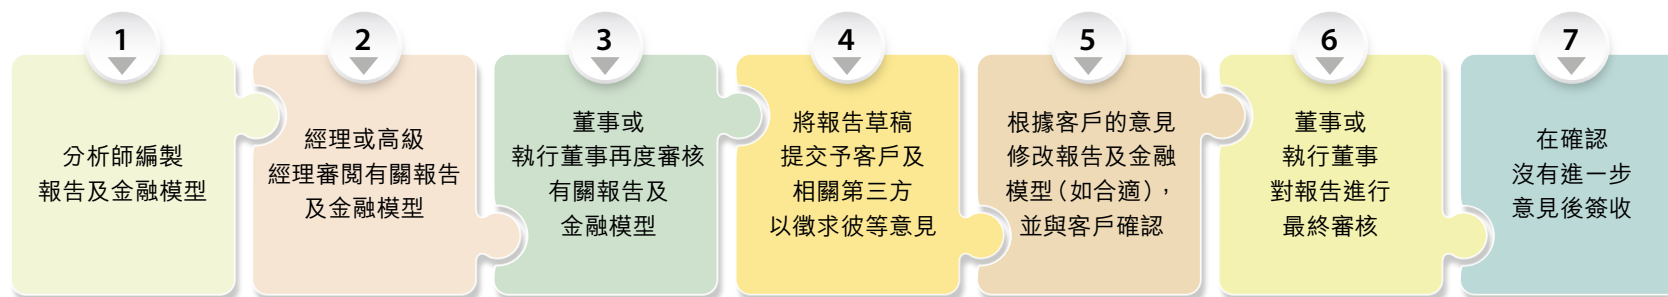 1
分析師編製
報告及金融模型
2
經理或高級
經理審閱有關報告
及金融模型
3
董事或
執行董事再度審核
有關報告及
金融模型
4
將報告草稿
提交予客戶及
相關第三方
以徵求彼等意見
5
根據客戶的意見
修改報告及金融
模型（如合適），
並與客戶確認
6
董事或
執行董事
對報告進行
最終審核
7
在確認
沒有進一步
意見後簽收